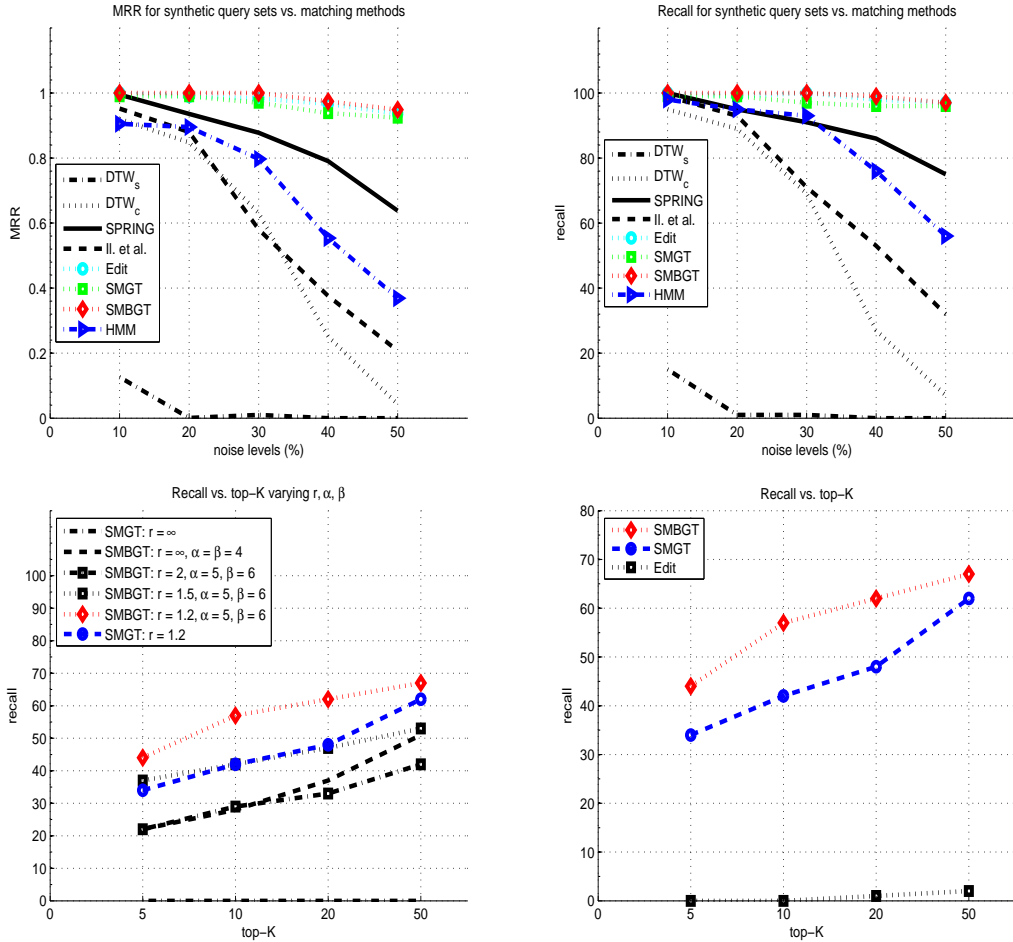 MRR for synthetic query sets vs. matching methods
MRR
1
0.8
0.6
0.4
0.2
0
0 10 20 30 40 50
noise levels (%)
DTWs
DTWc
SPRING
Il. et al.
Edit
SMGT
SMBGT
HMM
Recall for synthetic query sets vs. matching methods
recall
100
80
60
40
20
0
0 10 20 30 40 50
noise levels (%)
DTWs
DTWc
SPRING
Il. et al.
Edit
SMGT
SMBGT
HMM
Recall vs. top−K varying r, α, β
recall
100
90
80
70
60
50
40
30
20
10
0
0 5 10 20 50
top−K
SMGT: r = ∞
SMBGT: r = ∞, α = β = 4
SMBGT: r = 2, α = 5, β = 6
SMBGT: r = 1.5, α = 5, β = 6
SMBGT: r = 1.2, α = 5, β = 6
SMGT: r = 1.2
Recall vs. top−K
recall
80
70
60
50
40
30
20
10
0
0 5 10 20 50
top−K
SMBGT
SMGT
Edit